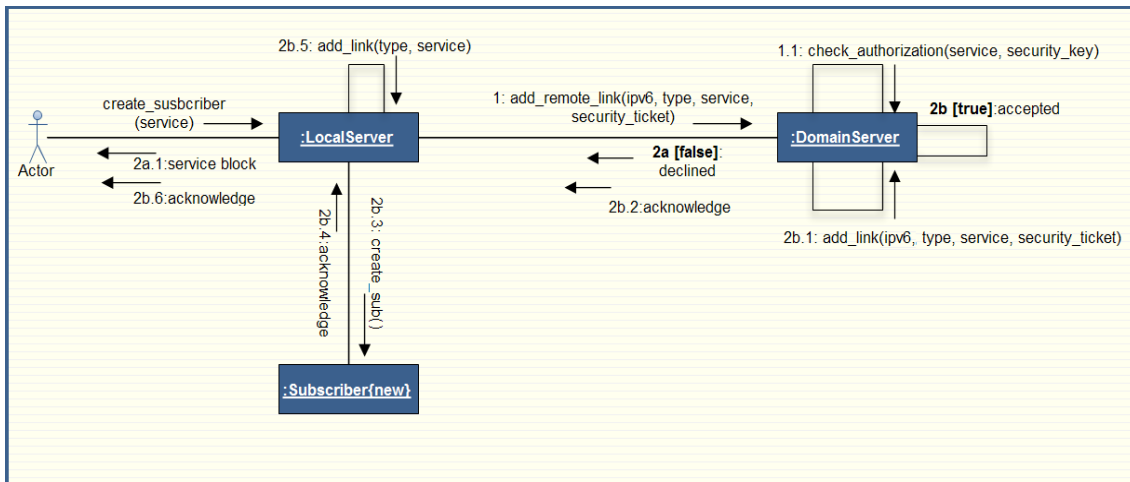 2b.5: add_link(type, service)
1.1: check_authorization(service, security_key)
create_susbcriber
(service)
1: add_remote_link(ipv6, type, service,
security_ticket)
2b [true]:accepted
:LocalServer
:DomainServer
Actor
2a.1:service block
2b.6:acknowledge
2a [false]:
declined
2b.2:acknowledge
2b.4:acknowledge
2b.3: create_sub()
2b.1: add_link(ipv6,, type, service, security_ticket)
:Subscriber{new}